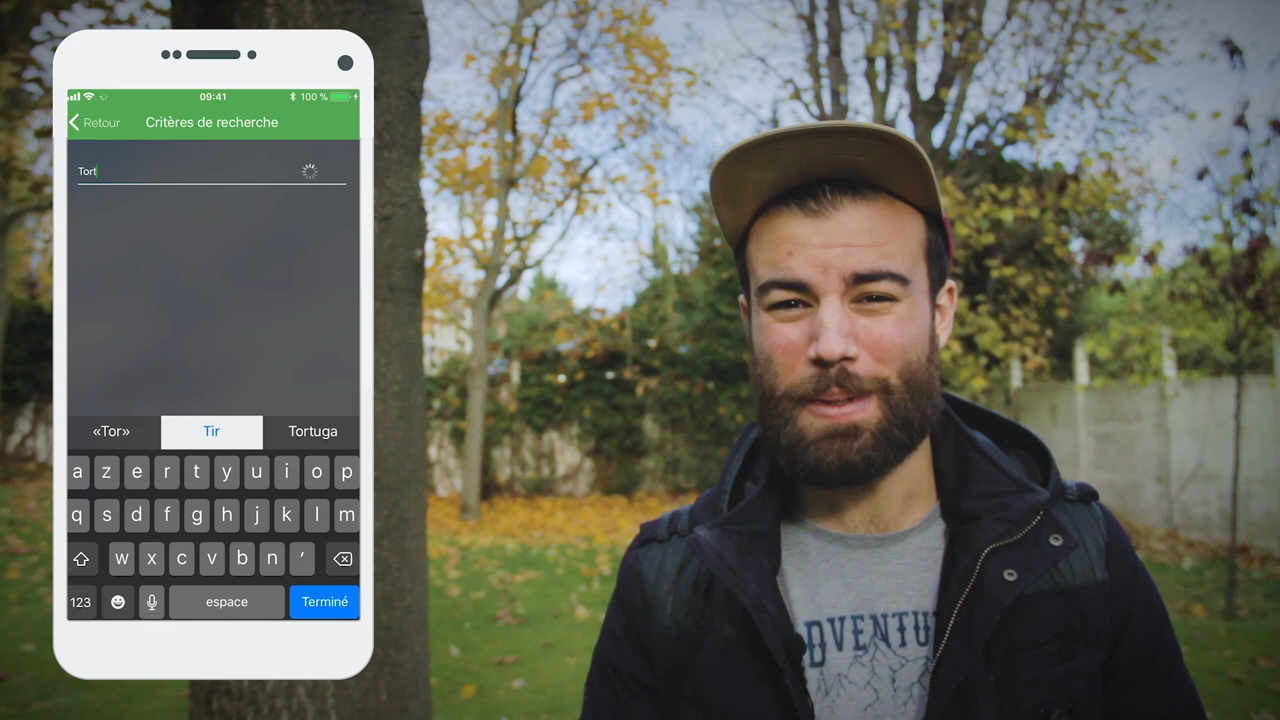 09:41
100 %
Retour
Critères de recherche
Tort
«Tor»
Tir
Tortuga
a z e r t y u i o p
q s d f g h j k l m
w x c v b n ’
123
espace
Terminé
DVENTU